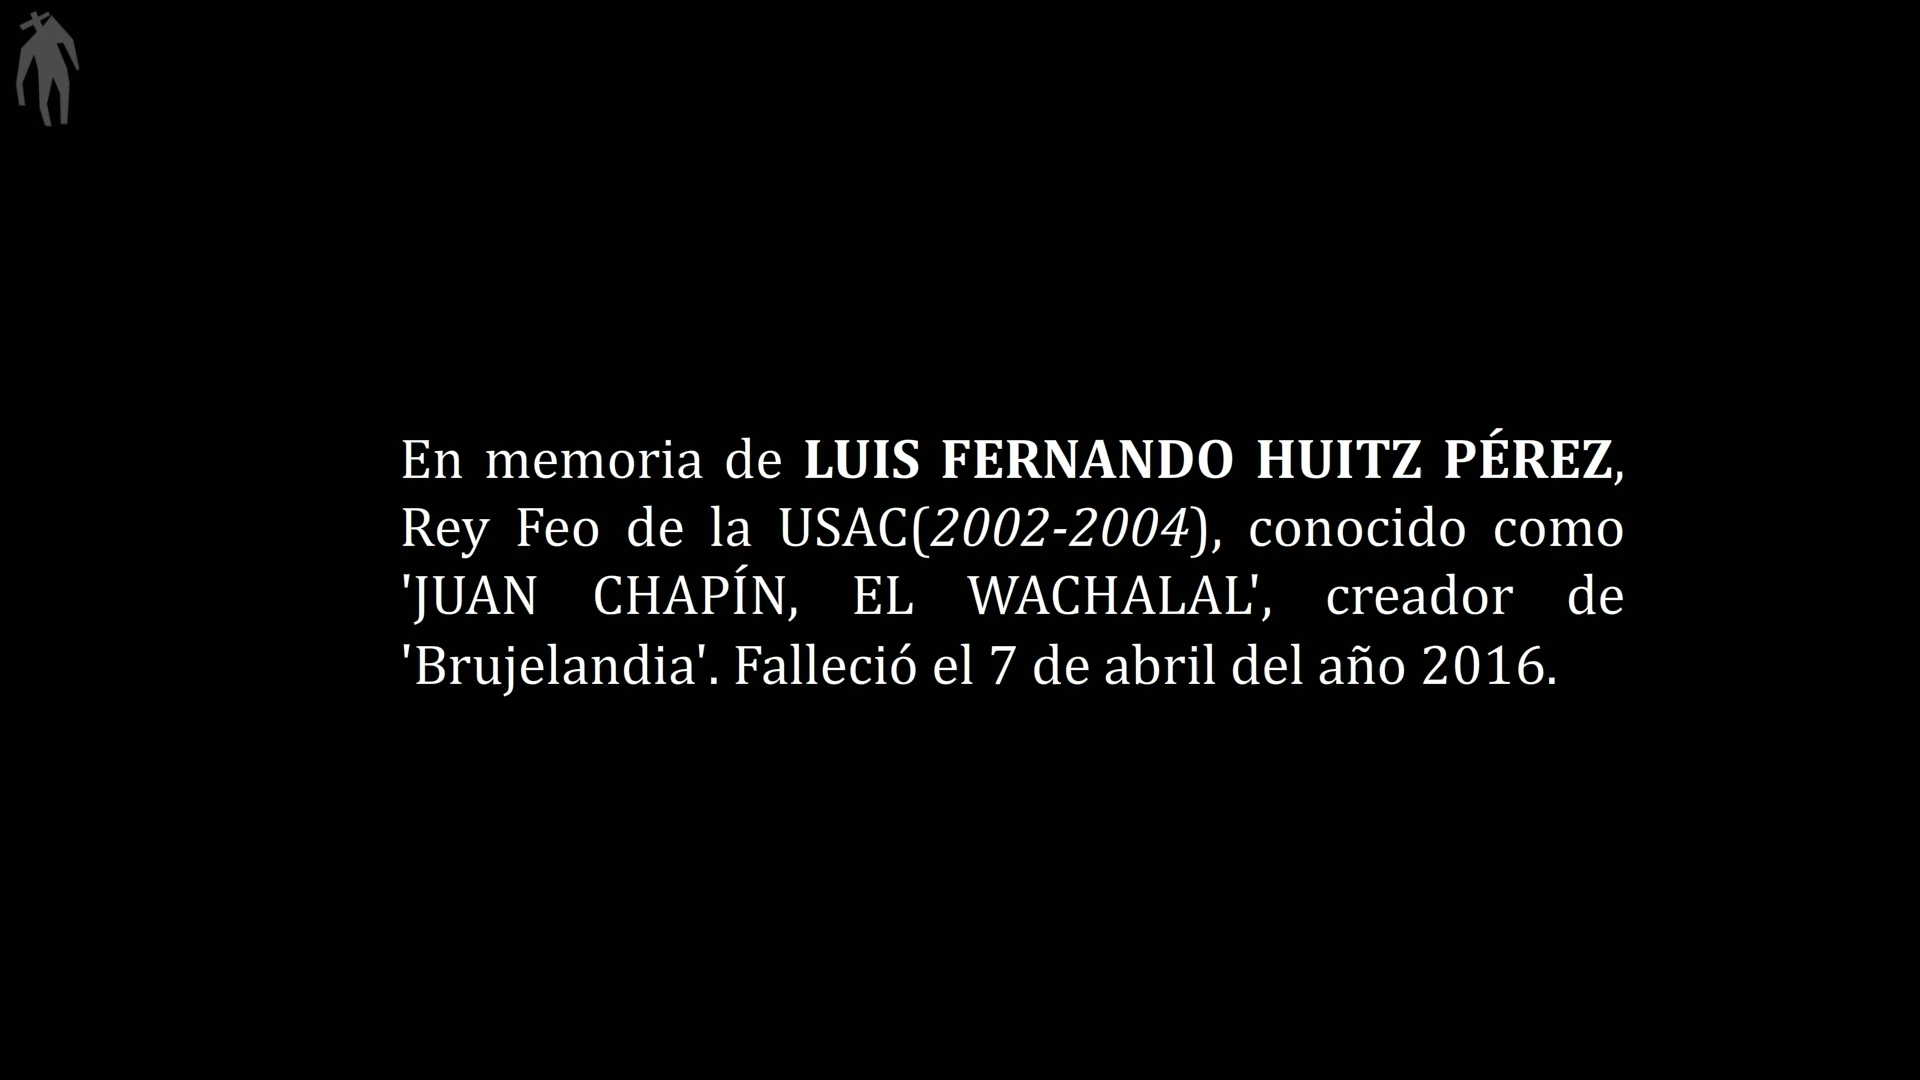 En memoria de LUIS FERNANDO HUITZ PÉREZ,
Rey Feo de la USAC(2002-2004), conocido como
'JUAN CHAPÍN, EL WACHALAL', creador de
'Brujelandia'. Falleció el 7 de abril del año 2016.